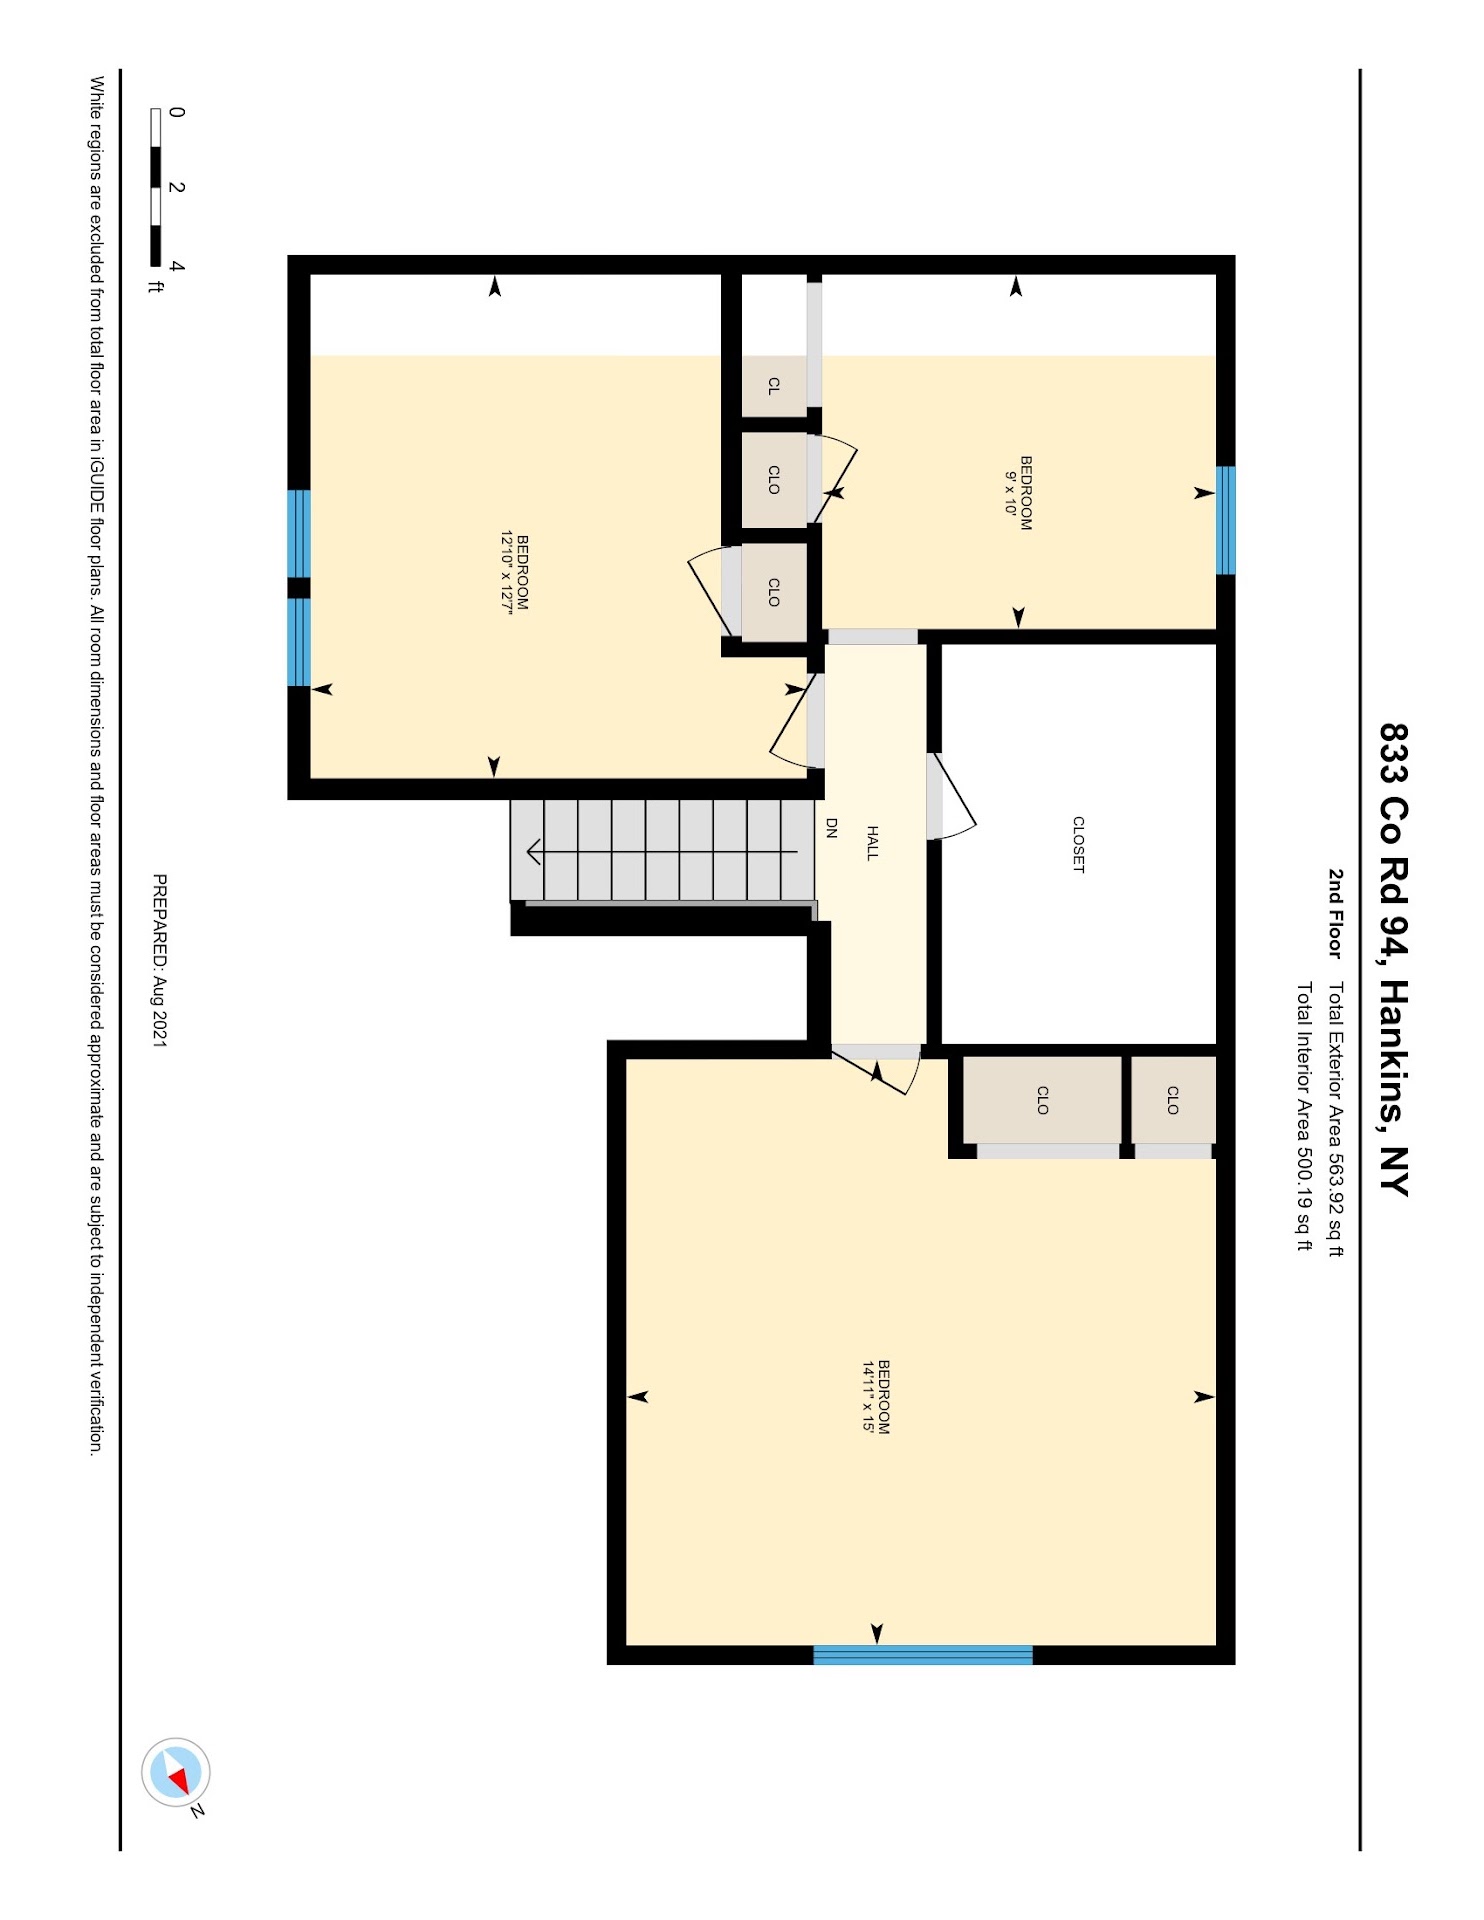 833 Co Rd 94, Hankins, NY
2nd Floor Total Exterior Area 563.92 sq ft
Total Interior Area 500.19 sq ft
CLO
CLO
CLOSET
BEDROOM
9' x 10'
BEDROOM
14'11" x 15'
HALL
DN
CL
CLO
CLO
BEDROOM
12'10" x 12'7"
0 2 4 ft
PREPARED: Aug 2021
N
White regions are excluded from total floor area in iGUIDE floor plans. All room dimensions and floor areas must be considered approximate and are subject to independent verification.